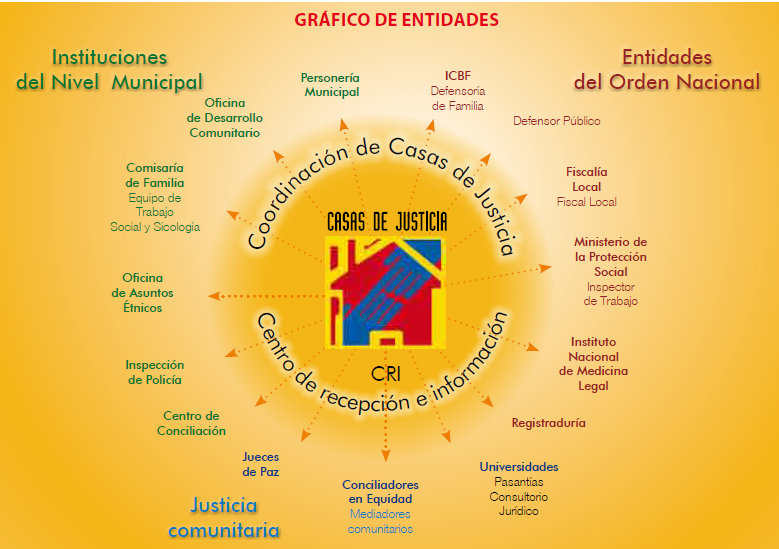 GRÁFICO DE ENTIDADES
Instituciones
del Nivel Municipal
Entidades
del Orden Nacional
Personería
Municipal
ICBF
Defensoría
de Familia
Oficina
de Desarrollo
Comunitario
Defensor Público
Comisaría
de Familia
Equipo de
Trabajo
Social y Sicología
Fiscalía
Local
Fiscal Local
Coordinación de Casas de Justicia
CASAS DE JUSTICIA
Ministerio de
la Protección
Social
Inspector
de Trabajo
Oficina
de Asuntos
Étnicos
Inspección
de Policía
Instituto
Nacional
de Medicina
Legal
CRI
Centro de recepción e información
Centro de
Conciliación
Registraduría
Jueces
de Paz
Conciliadores
en Equidad
Mediadores
comunitarios
Universidades
Pasantías
Consultorio
Jurídico
Justicia
comunitaria